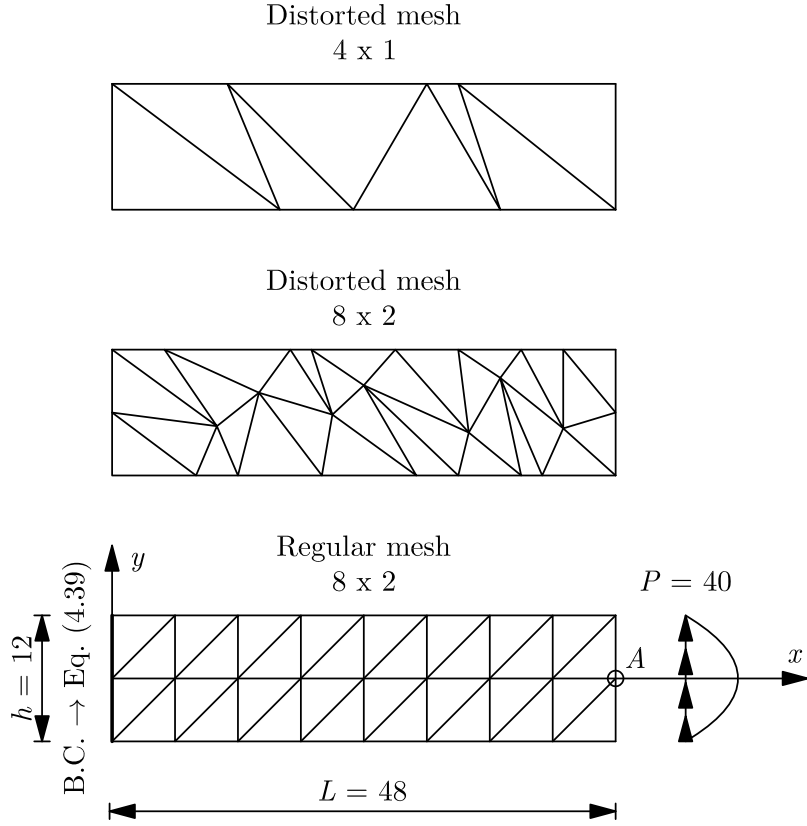 Distorted mesh
4 x 1
Distorted mesh
8 x 2
Regular mesh
8 x 2
y
P = 40
A
x
h = 12
B.C. → Eq. (4.39)
L = 48